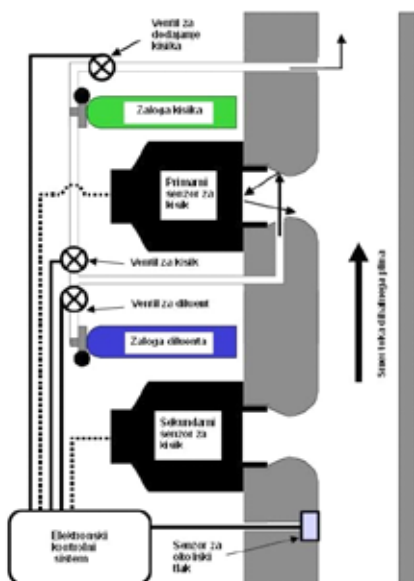 Ventil za
dodajanje kisika
Zaloga kisika
Primarni
senzor za
kisik
Ventil za kisik
Ventil za diluent
Zaloga diluenta
Smer toka dihalnega plina
Sekundarni
senzor za
kisik
Elektronski
kontrolni
sistem
Senzor za
okoliški
tlak